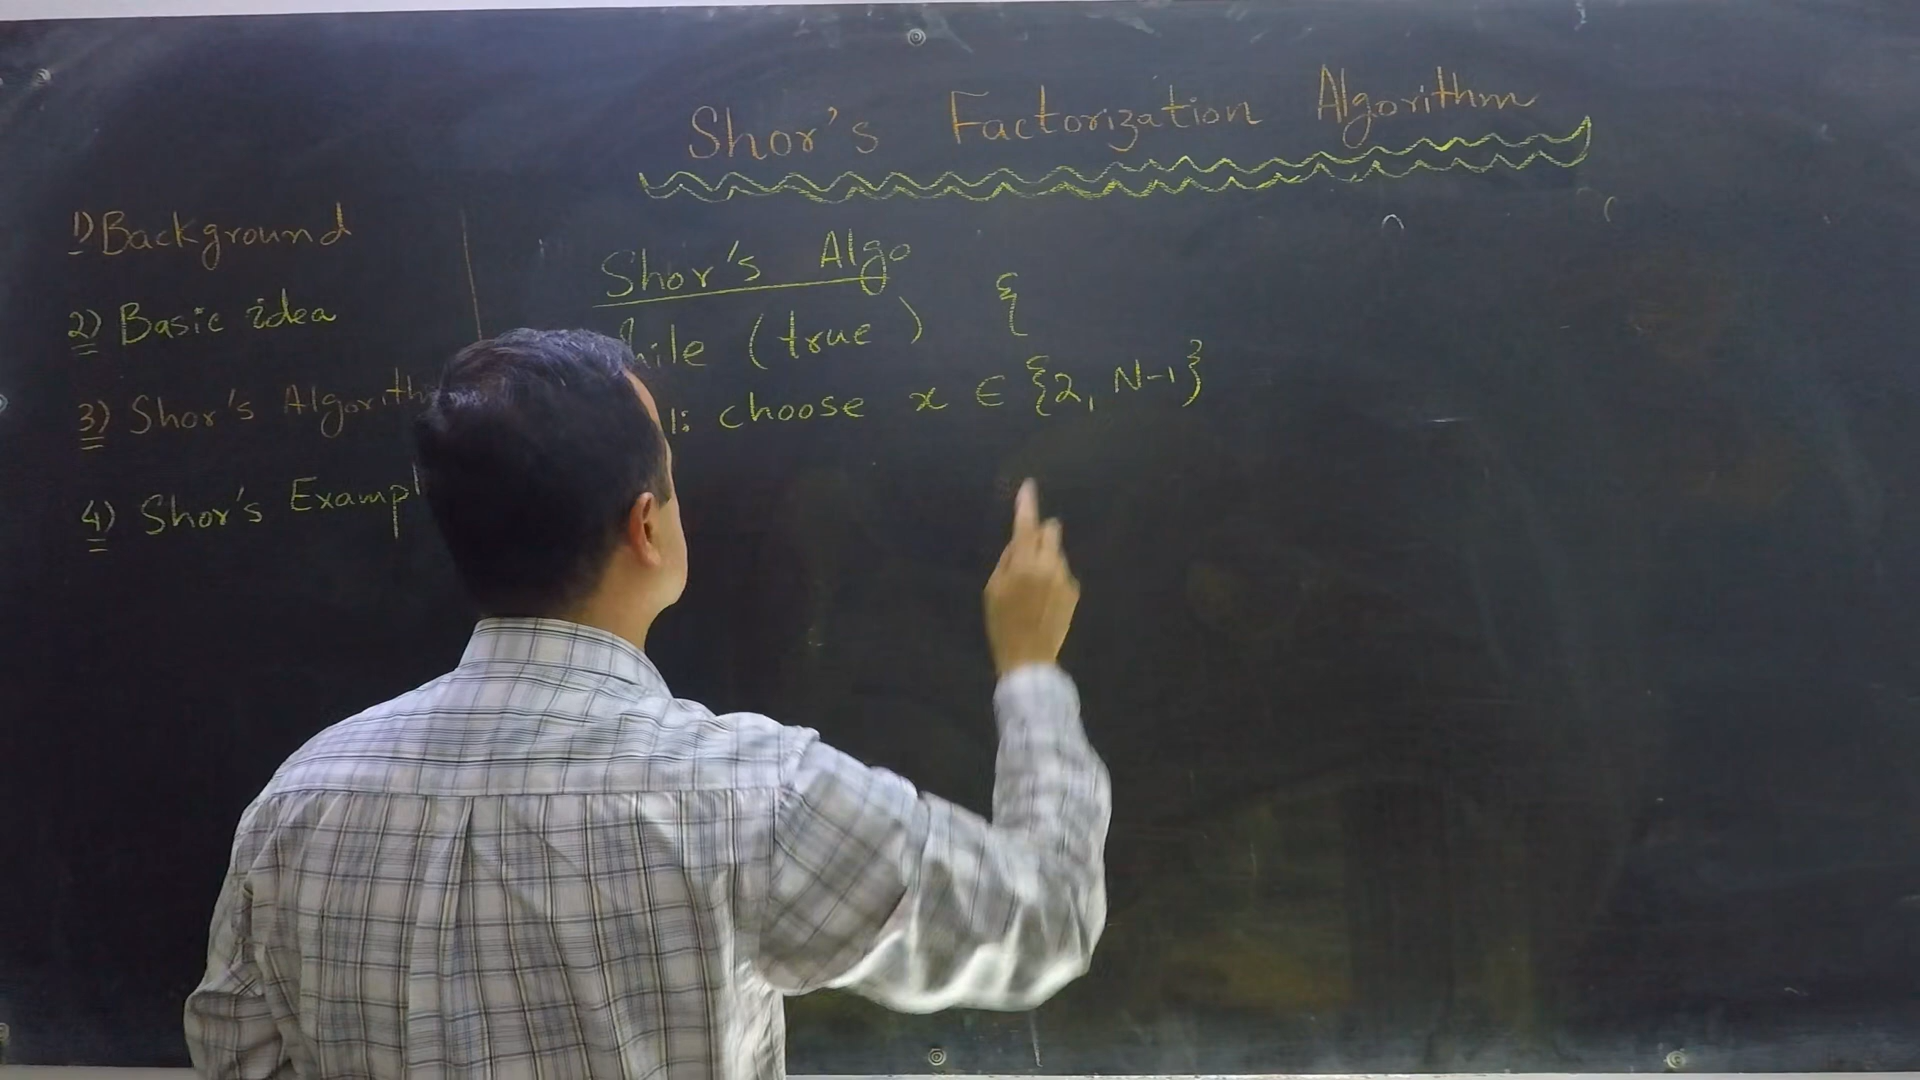 Shor's Factorization Algorithm
1) Background
2) Basic idea
3) Shor's Algorith
4) Shor's Exampl
Shor's Algo
hile (true) {
1: choose x ∈ {2, N-1}